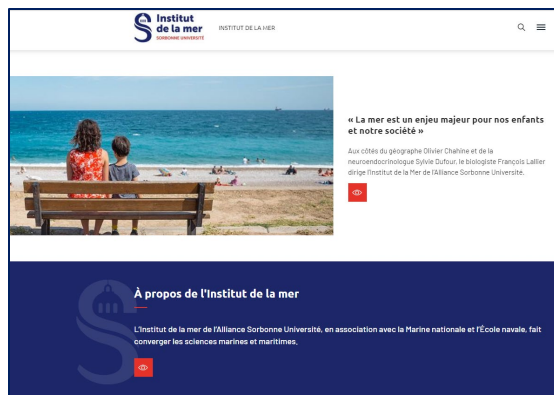 Institut
de la mer
SORBONNE UNIVERSITÉ
INSTITUT DE LA MER
« La mer est un enjeu majeur pour nos enfants
et notre société »
Aux côtés du géographe Olivier Chahine et de la
neuroendocrinologue Sylvie Dufour, le biologiste François Lallier
dirige l'Institut de la Mer de l'Alliance Sorbonne Université.
À propos de l'Institut de la mer
L'Institut de la mer de l'Alliance Sorbonne Université, en association avec la Marine nationale et l'École navale, fait
converger les sciences marines et maritimes.